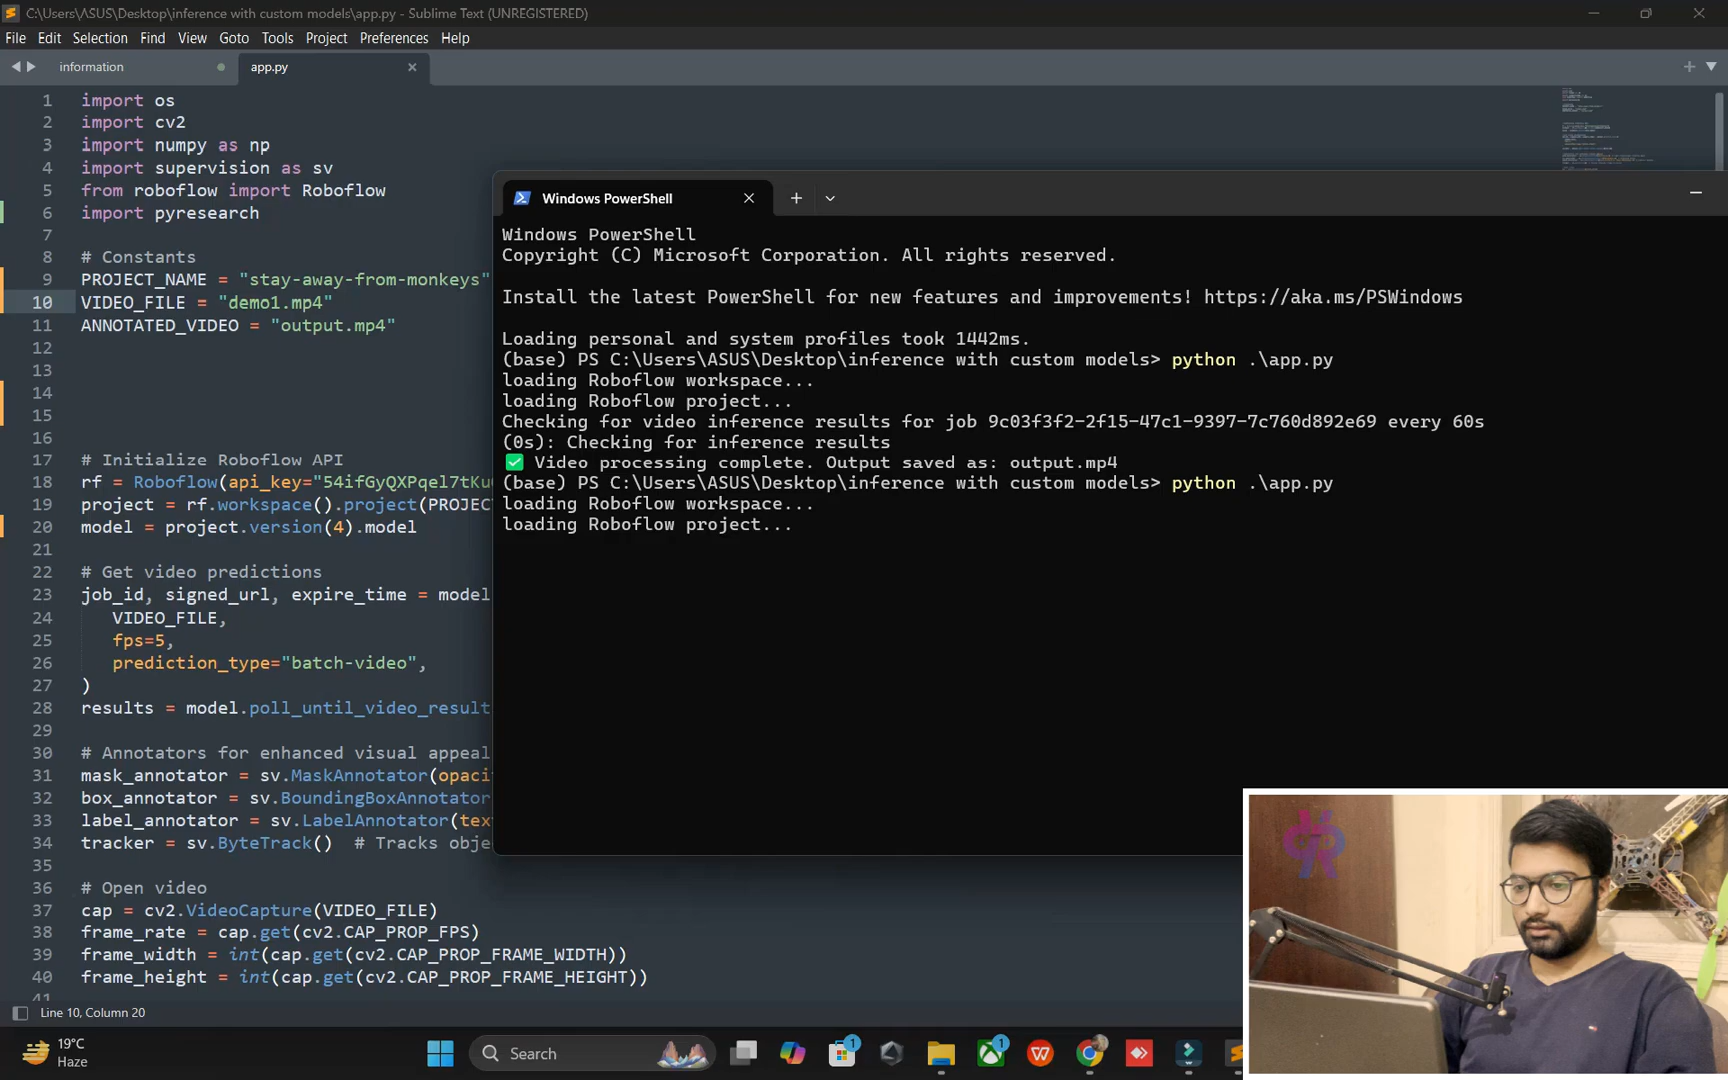 C:\Users\ASUS\Desktop\inference with custom models\app.py - Sublime Text (UNREGISTERED)
File Edit Selection Find View Goto Tools Project Preferences Help
information app.py
1 import os
2 import cv2
3 import numpy as np
4 import supervision as sv
5 from roboflow import Roboflow
6 import pyresearch
7
8 # Constants
9 PROJECT_NAME = "stay-away-from-monkeys"
10 VIDEO_FILE = "demo1.mp4"
11 ANNOTATED_VIDEO = "output.mp4"
12
13
14
15
16
17 # Initialize Roboflow API
18 rf = Roboflow(api_key="54ifGyQXPqel7tKu
19 project = rf.workspace().project(PROJEC
20 model = project.version(4).model
21
22 # Get video predictions
23 job_id, signed_url, expire_time = model
24 VIDEO_FILE,
25 fps=5,
26 prediction_type="batch-video",
27 )
28 results = model.poll_until_video_result
29
30 # Annotators for enhanced visual appeal
31 mask_annotator = sv.MaskAnnotator(opaci
32 box_annotator = sv.BoundingBoxAnnotator
33 label_annotator = sv.LabelAnnotator(tex
34 tracker = sv.ByteTrack() # Tracks obje
35
36 # Open video
37 cap = cv2.VideoCapture(VIDEO_FILE)
38 frame_rate = cap.get(cv2.CAP_PROP_FPS)
39 frame_width = int(cap.get(cv2.CAP_PROP_FRAME_WIDTH))
40 frame_height = int(cap.get(cv2.CAP_PROP_FRAME_HEIGHT))
41
Windows PowerShell
Windows PowerShell
Copyright (C) Microsoft Corporation. All rights reserved.
Install the latest PowerShell for new features and improvements! https://aka.ms/PSWindows
Loading personal and system profiles took 1442ms.
(base) PS C:\Users\ASUS\Desktop\inference with custom models> python .\app.py
loading Roboflow workspace...
loading Roboflow project...
Checking for video inference results for job 9c03f3f2-2f15-47c1-9397-7c760d892e69 every 60s
(0s): Checking for inference results
✅ Video processing complete. Output saved as: output.mp4
(base) PS C:\Users\ASUS\Desktop\inference with custom models> python .\app.py
loading Roboflow workspace...
loading Roboflow project...
Line 10, Column 20
19°C
Haze
Search
1
1